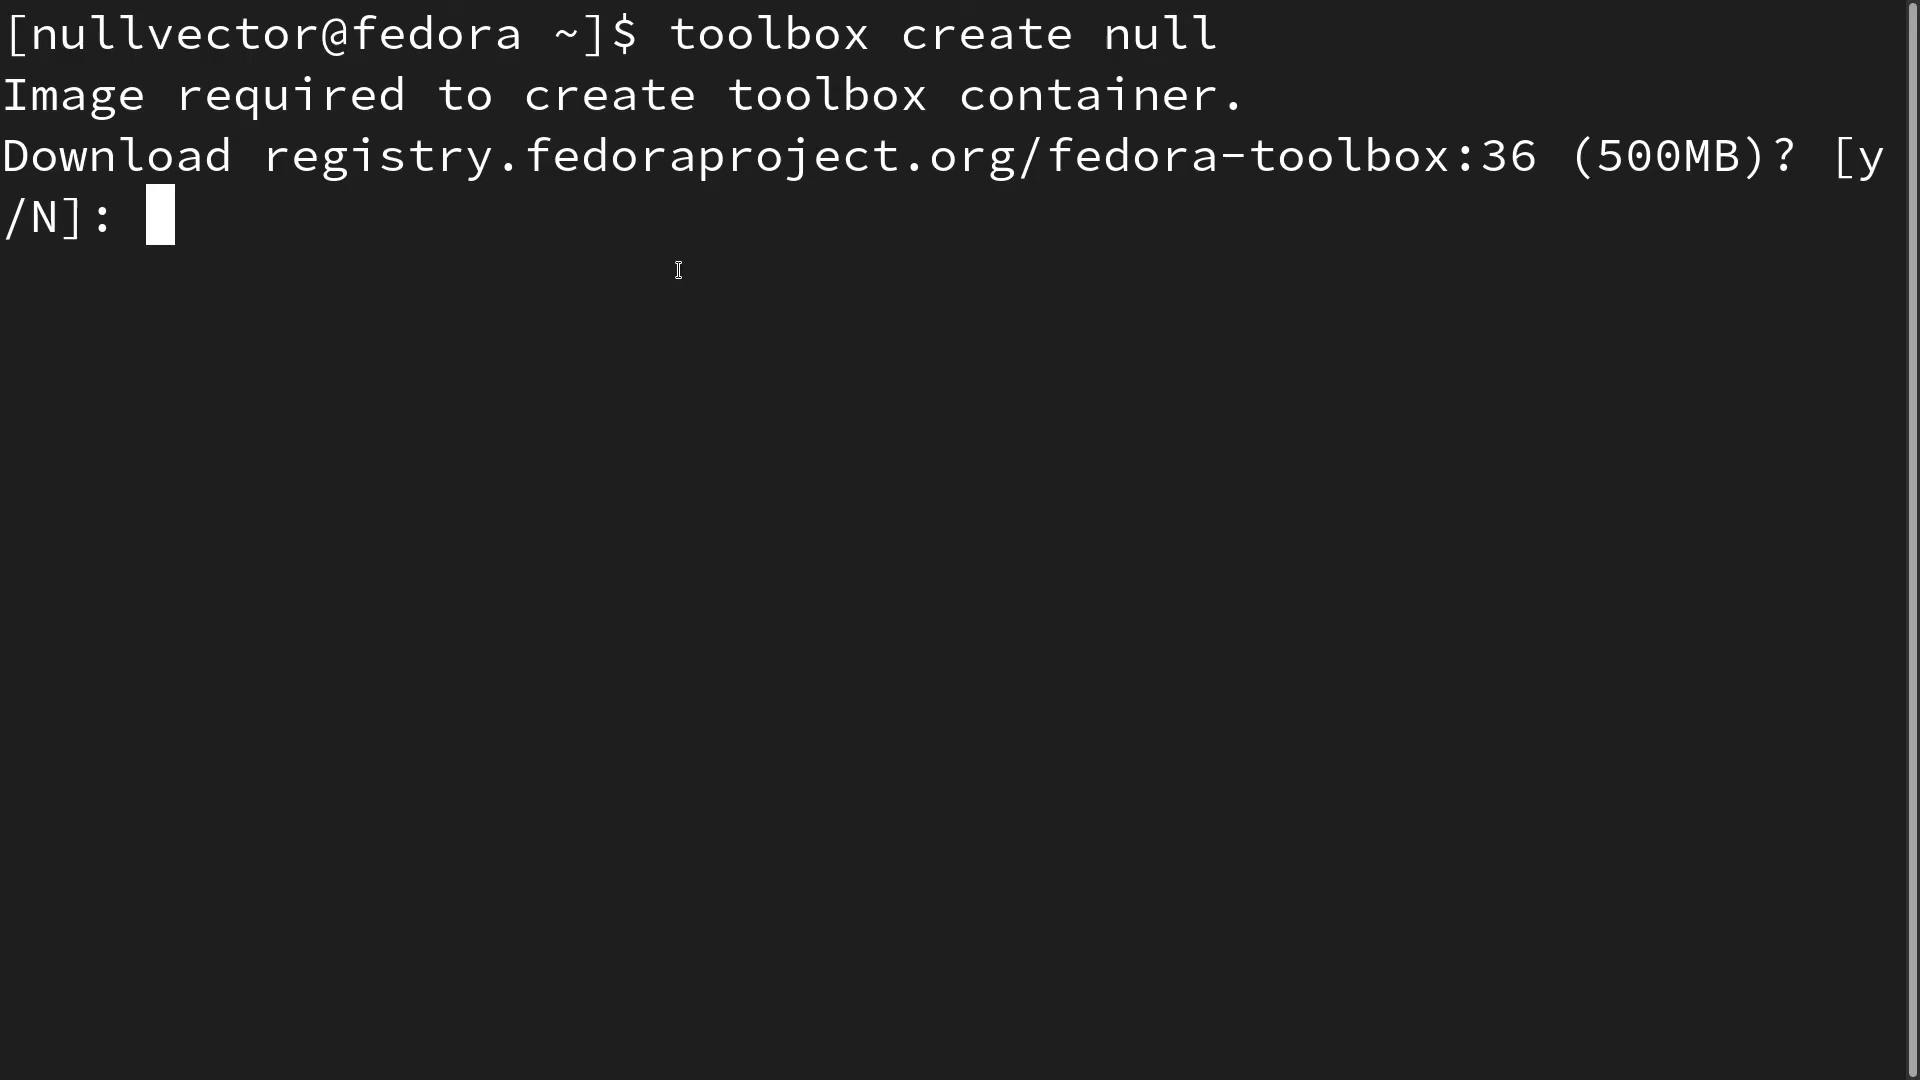 [nullvector@fedora ~]$ toolbox create null
Image required to create toolbox container.
Download registry.fedoraproject.org/fedora-toolbox:36 (500MB)? [y
/N]: